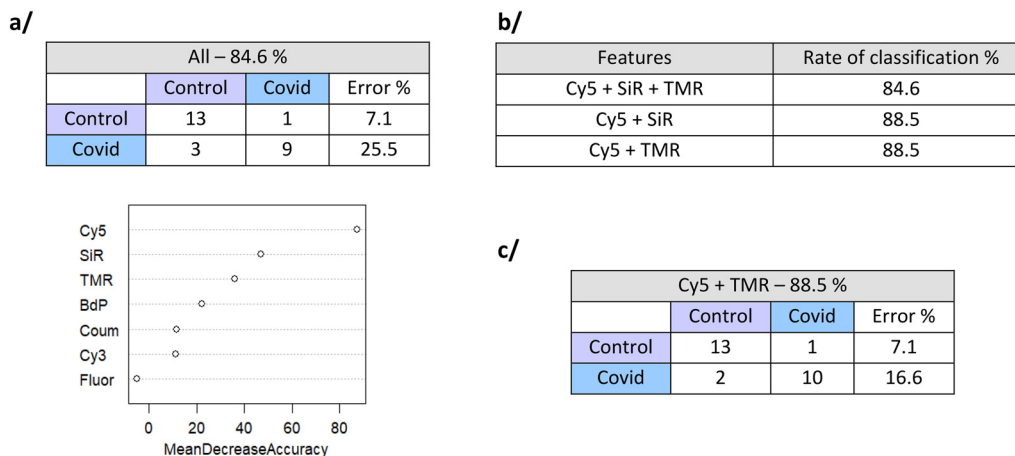 a/
All – 84.6 %
Control Covid Error %
Control 13 1 7.1
Covid 3 9 25.5
Cy5
SiR
TMR
BdP
Coum
Cy3
Fluor
0 20 40 60 80
MeanDecreaseAccuracy
b/
Features Rate of classification %
Cy5 + SiR + TMR 84.6
Cy5 + SiR 88.5
Cy5 + TMR 88.5
c/
Cy5 + TMR – 88.5 %
Control Covid Error %
Control 13 1 7.1
Covid 2 10 16.6